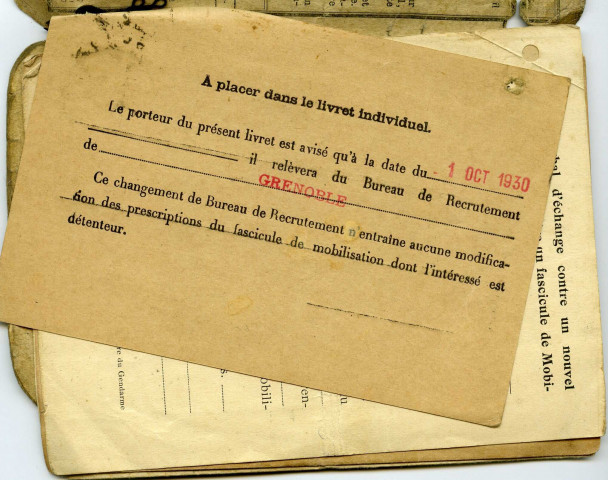 A placer dans le livret individuel.
Le porteur du présent livret est avisé qu'à la date du - 1 OCT 1930
il relèvera du Bureau de Recrutement
de GRENOBLE
Ce changement de Bureau de Recrutement n'entraîne aucune modifica-
tion des prescriptions du fascicule de mobilisation dont l'intéressé est
détenteur.
d'échange contre un nouvel
un fascicule de Mobi-
du Gendarme